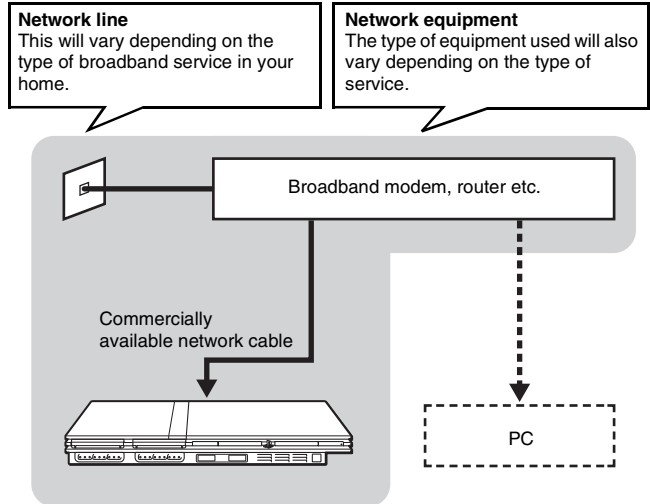 Network line
This will vary depending on the
type of broadband service in your
home.
Network equipment
The type of equipment used will also
vary depending on the type of
service.
Broadband modem, router etc.
Commercially
available network cable
PC